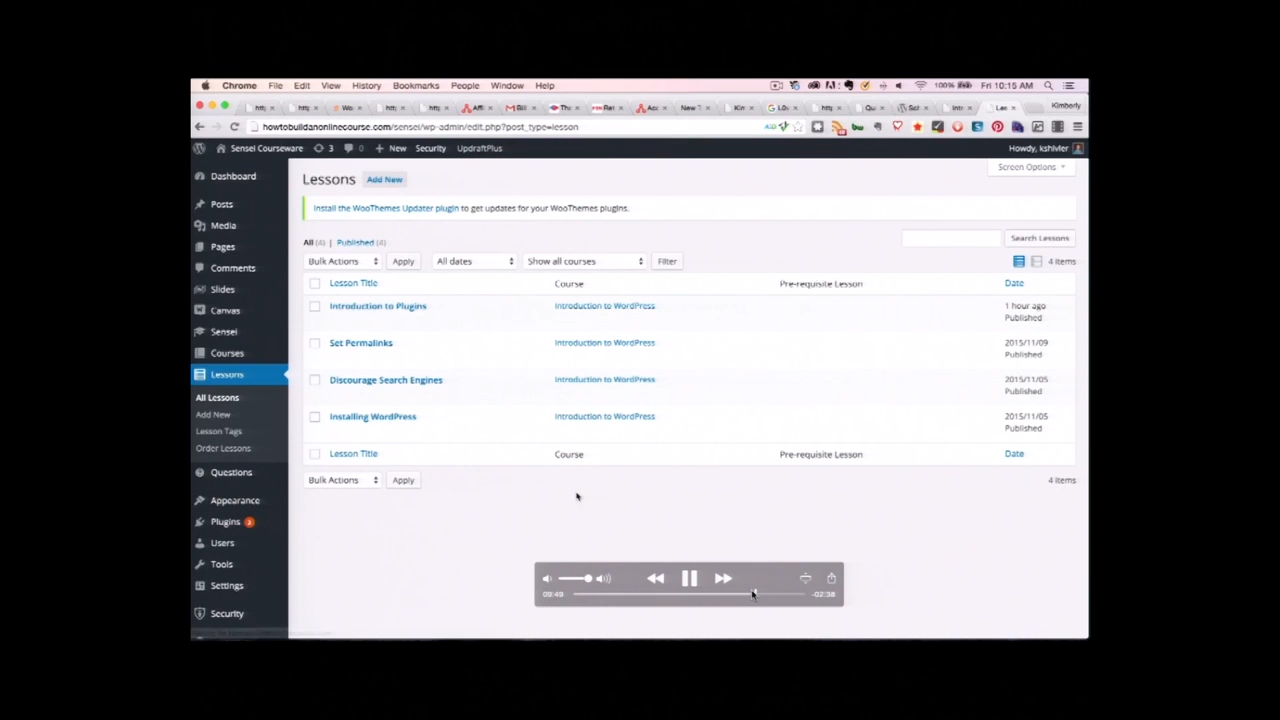 Chrome File Edit View History Bookmarks People Window Help 100% Fri 10:15 AM
Kimberly
howtobuildanonlinecourse.com/sensei/wp-admin/edit.php?post_type=lesson
Sensei Courseware 3 0 + New Security UpdraftPlus Howdy, kshivler
Screen Options
Dashboard
Posts
Media
Pages
Comments
Slides
Canvas
Sensei
Courses
Lessons
All Lessons
Add New
Lesson Tags
Order Lessons
Questions
Appearance
Plugins
Users
Tools
Settings
Security
Lessons Add New
Install the WooThemes Updater plugin to get updates for your WooThemes plugins.
All (4) | Published (4)
Search Lessons
Bulk Actions Apply All dates Show all courses Filter 4 items
Lesson Title Course Pre-requisite Lesson Date
Introduction to Plugins Introduction to WordPress 1 hour ago
Published
Set Permalinks Introduction to WordPress 2015/11/09
Published
Discourage Search Engines Introduction to WordPress 2015/11/05
Published
Installing WordPress Introduction to WordPress 2015/11/05
Published
Lesson Title Course Pre-requisite Lesson Date
Bulk Actions Apply 4 items
09:49 -02:38